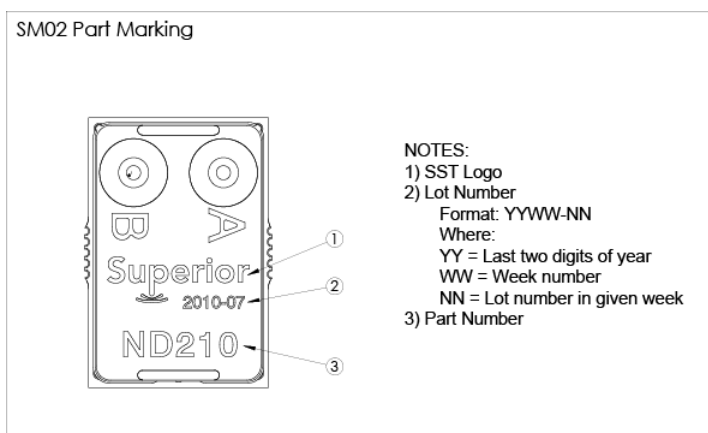 SM02 Part Marking
B A
Superior
2010-07
ND210
1
2
3
NOTES:
1) SST Logo
2) Lot Number
Format: YYWW-NN
Where:
YY = Last two digits of year
WW = Week number
NN = Lot number in given week
3) Part Number